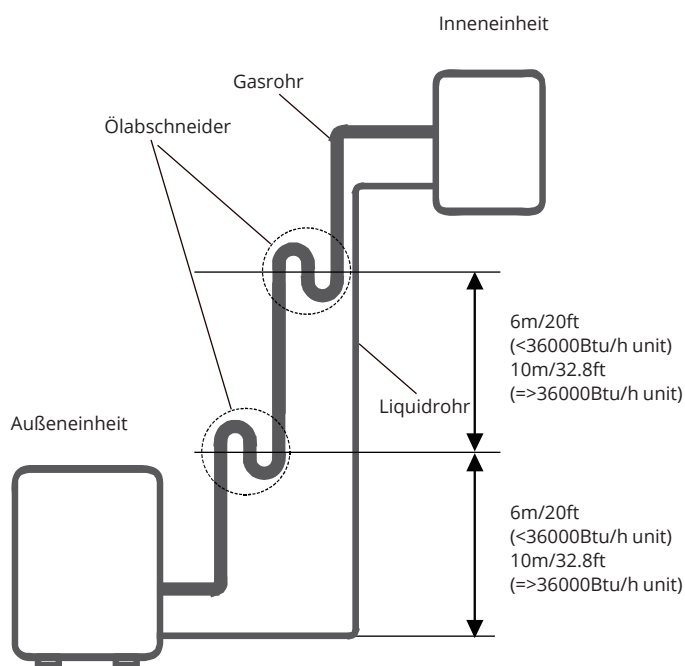 Inneneinheit
Gasrohr
Ölabschneider
6m/20ft
(<36000Btu/h unit)
10m/32.8ft
(=>36000Btu/h unit)
Liquidrohr
Außeneinheit
6m/20ft
(<36000Btu/h unit)
10m/32.8ft
(=>36000Btu/h unit)